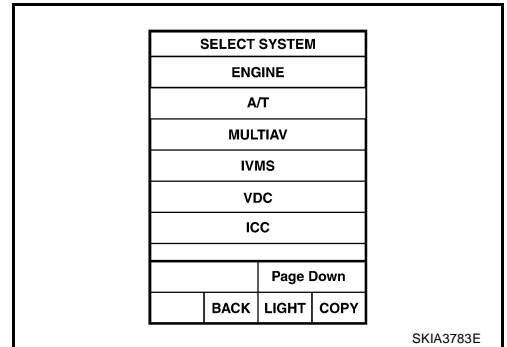 SELECT SYSTEM
ENGINE
A/T
MULTIAV
IVMS
VDC
ICC
Page Down
BACK LIGHT COPY
SKIA3783E